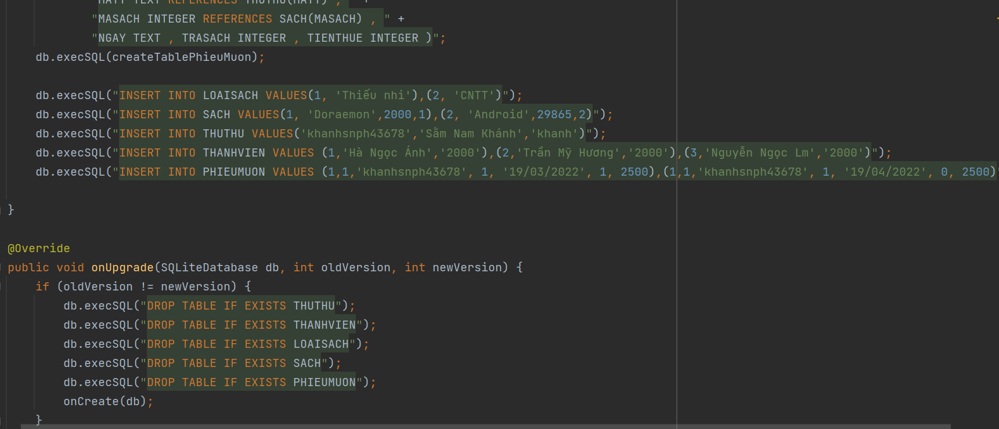 "MATT TEXT REFERENCES THUTHU(MATT) , " +
"MASACH INTEGER REFERENCES SACH(MASACH) , " +
"NGAY TEXT , TRASACH INTEGER , TIENTHUE INTEGER )";
db.execSQL(createTablePhieuMuon);
db.execSQL("INSERT INTO LOAISACH VALUES(1, 'Thiếu nhi'),(2, 'CNTT')");
db.execSQL("INSERT INTO SACH VALUES(1, 'Doraemon',2000,1),(2, 'Android',29865,2)");
db.execSQL("INSERT INTO THUTHU VALUES('khanhsnph43678','Sằm Nam Khánh','khanh')");
db.execSQL("INSERT INTO THANHVIEN VALUES (1,'Hà Ngọc Ánh','2000'),(2,'Trần Mỹ Hương','2000'),(3,'Nguyễn Ngọc Lm','2000')");
db.execSQL("INSERT INTO PHIEUMUON VALUES (1,1,'khanhsnph43678', 1, '19/03/2022', 1, 2500),(1,1,'khanhsnph43678', 1, '19/04/2022', 0, 2500)"
}
@Override
public void onUpgrade(SQLiteDatabase db, int oldVersion, int newVersion) {
if (oldVersion != newVersion) {
db.execSQL("DROP TABLE IF EXISTS THUTHU");
db.execSQL("DROP TABLE IF EXISTS THANHVIEN");
db.execSQL("DROP TABLE IF EXISTS LOAISACH");
db.execSQL("DROP TABLE IF EXISTS SACH");
db.execSQL("DROP TABLE IF EXISTS PHIEUMUON");
onCreate(db);
}